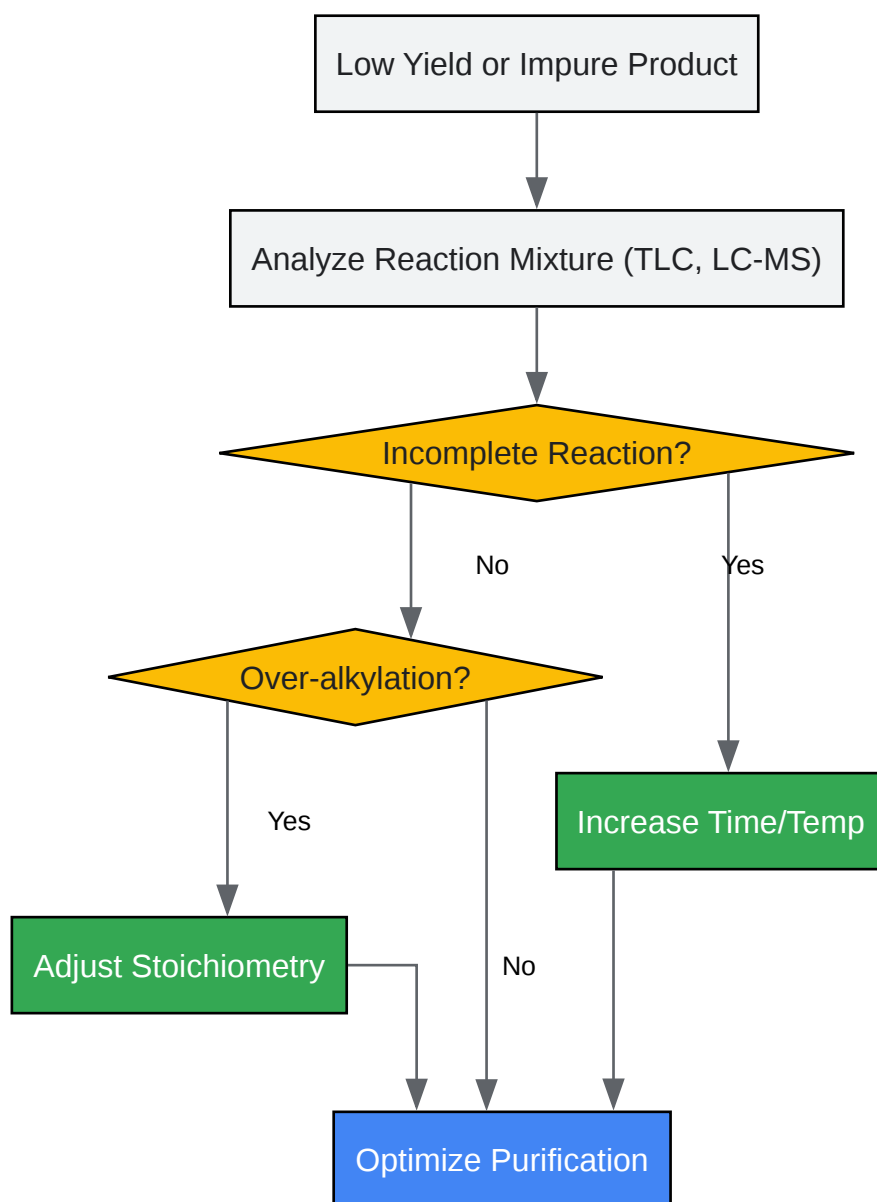 Low Yield or Impure Product
Analyze Reaction Mixture (TLC, LC-MS)
Incomplete Reaction?
No
Yes
Over-alkylation?
Yes
Increase Time/Temp
Adjust Stoichiometry
No
Optimize Purification